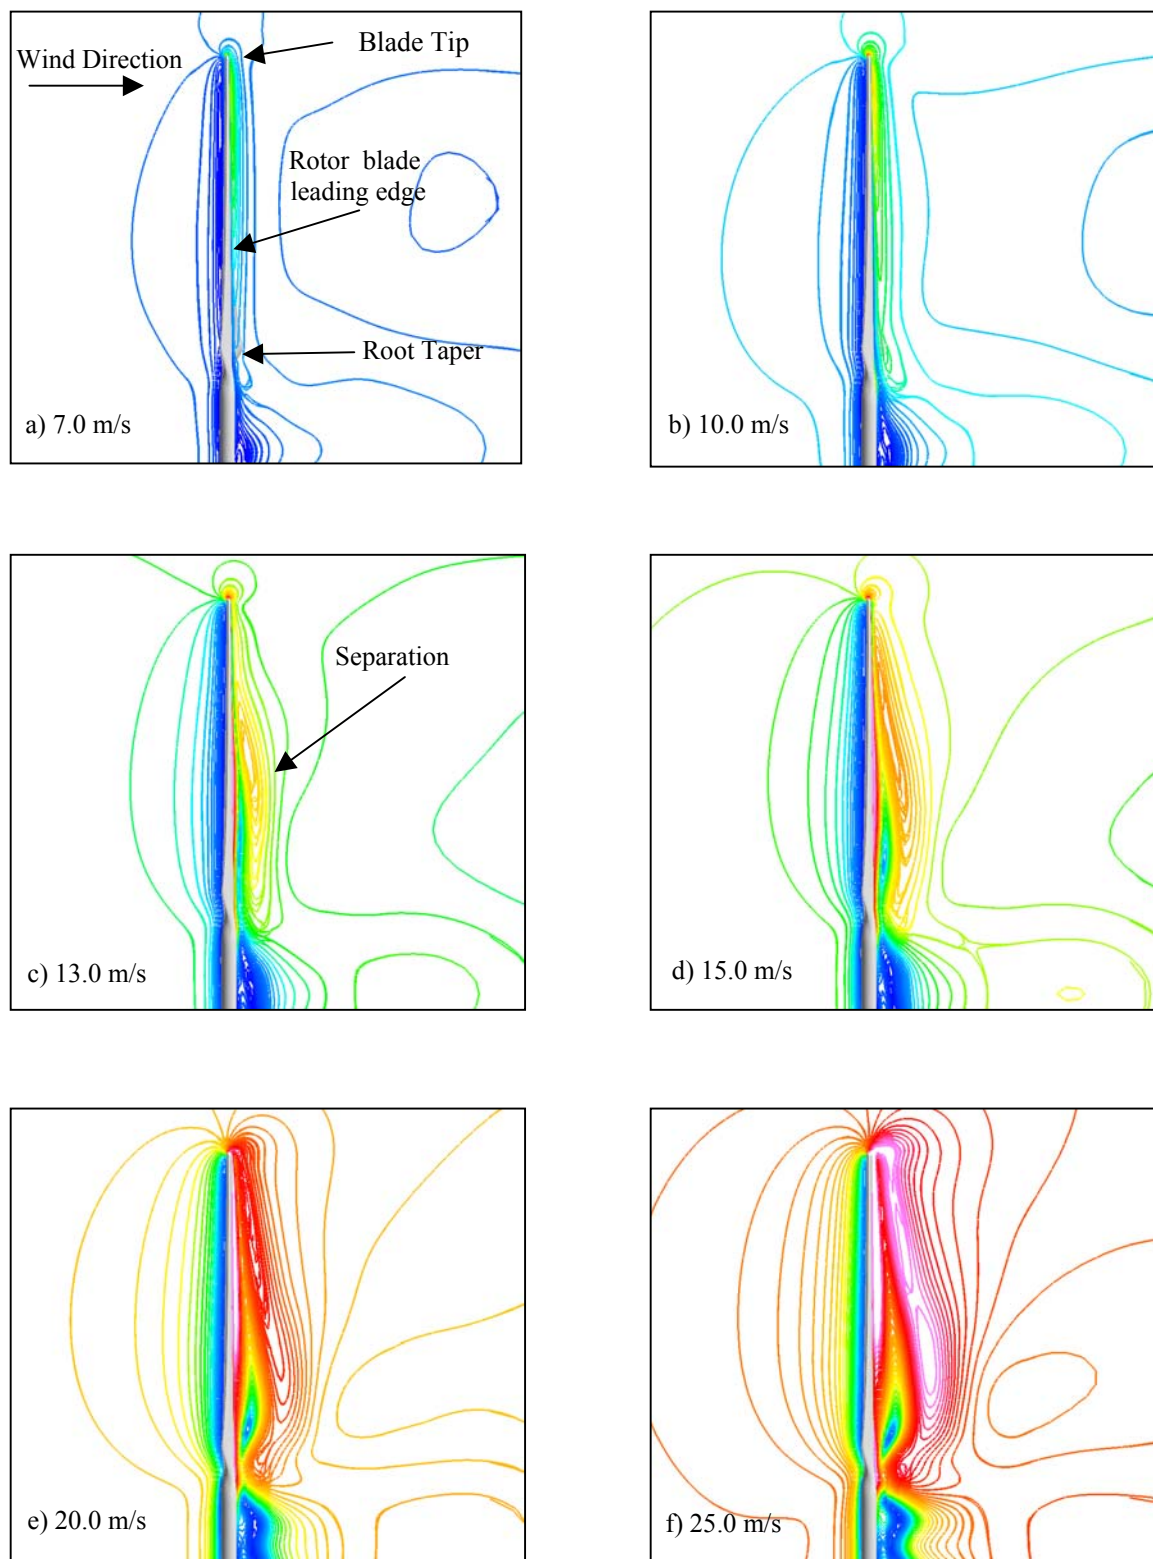 Wind Direction
Blade Tip
Rotor blade
leading edge
Root Taper
a) 7.0 m/s
b) 10.0 m/s
Separation
c) 13.0 m/s
d) 15.0 m/s
e) 20.0 m/s
f) 25.0 m/s